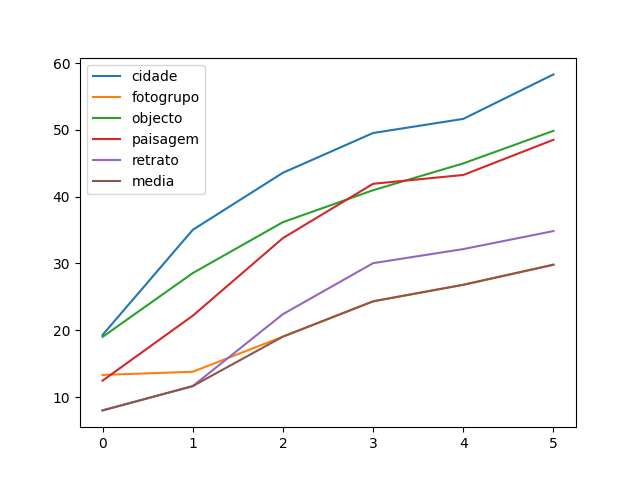 60
50
40
30
20
10
0 1 2 3 4 5
cidade
fotogrupo
objecto
paisagem
retrato
media